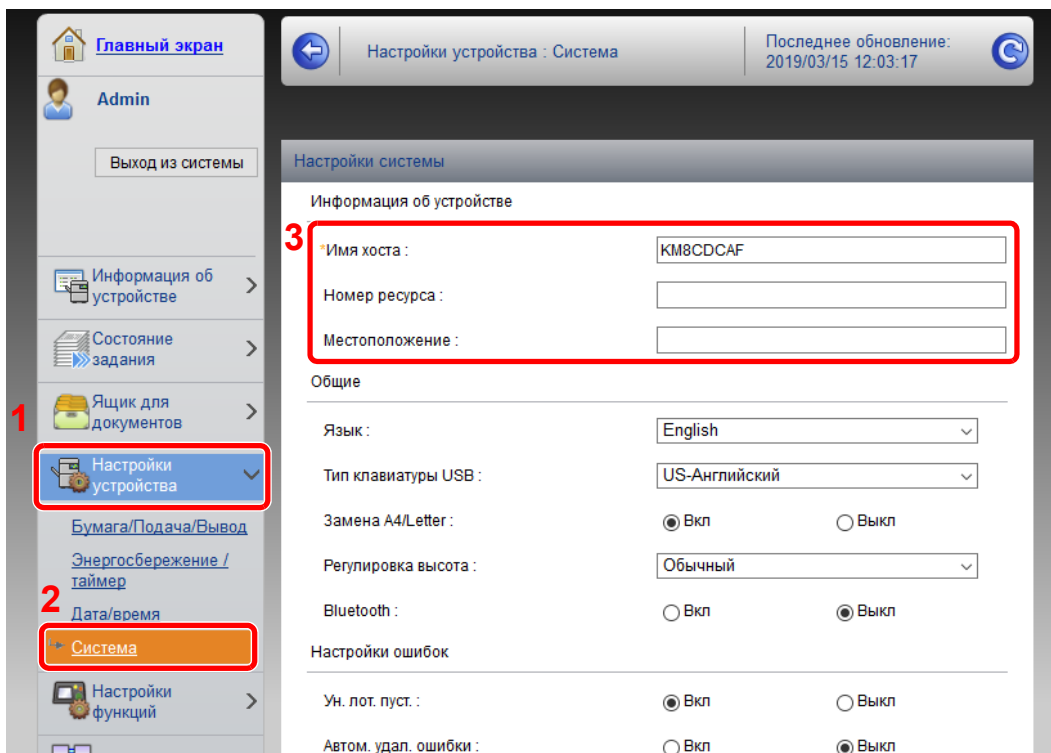 Главный экран
Admin
Выход из системы
Информация об
устройстве
Состояние
задания
1
Ящик для
документов
Настройки
устройства
Бумага/Подача/Вывод
Энергосбережение /
таймер
2
Дата/время
Система
Настройки
функций
Настройки устройства : Система
Последнее обновление:
2019/03/15 12:03:17
Настройки системы
Информация об устройстве
3
*Имя хоста : KM8CDCAF
Номер ресурса :
Местоположение :
Общие
Язык : English
Тип клавиатуры USB : US-Английский
Замена A4/Letter : Вкл Выкл
Регулировка высота : Обычный
Bluetooth : Вкл Выкл
Настройки ошибок
Ун. лот. пуст. : Вкл Выкл
Автом. удал. ошибки : Вкл Выкл